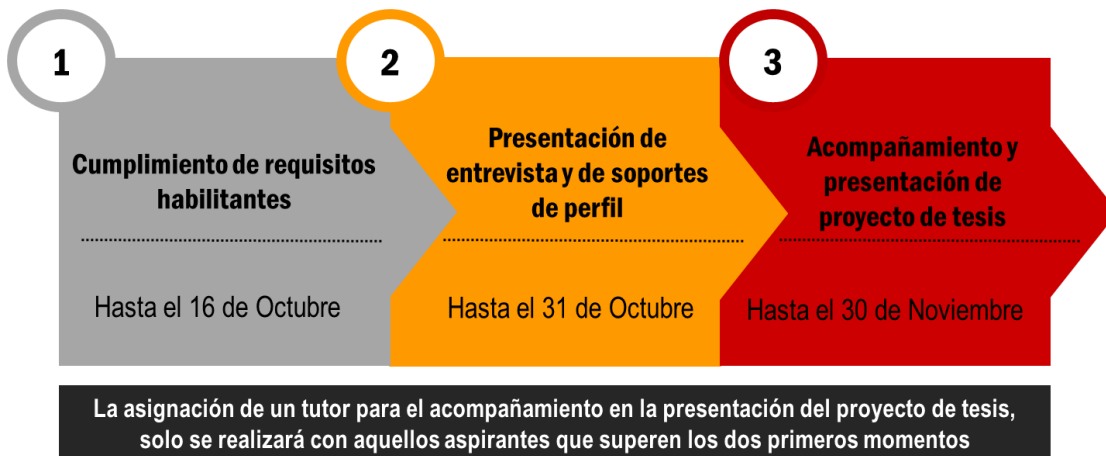 1
Cumplimiento de requisitos
habilitantes
Hasta el 16 de Octubre
2
Presentación de
entrevista y de soportes
de perfil
Hasta el 31 de Octubre
3
Acompañamiento y
presentación de
proyecto de tesis
Hasta el 30 de Noviembre
La asignación de un tutor para el acompañamiento en la presentación del proyecto de tesis,
solo se realizará con aquellos aspirantes que superen los dos primeros momentos